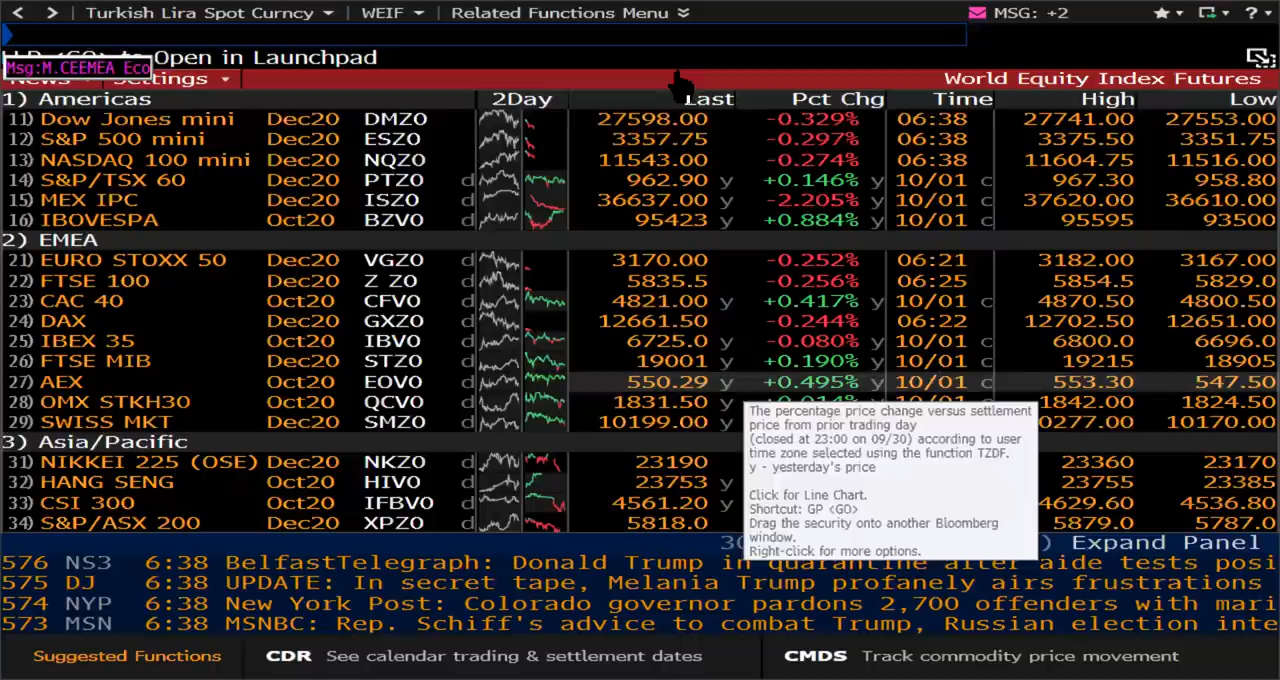 < > Turkish Lira Spot Curncy WEIF Related Functions Menu MSG: +2 ?
<GO> to Open in Launchpad
Msg:M.CEEMEA Eco
News Settings World Equity Index Futures
1) Americas 2Day Last Pct Chg Time High Low
11) Dow Jones mini Dec20 DMZ0 27598.00 -0.329% 06:38 27741.00 27553.00
12) S&P 500 mini Dec20 ESZ0 3357.75 -0.297% 06:38 3375.50 3351.75
13) NASDAQ 100 mini Dec20 NQZ0 11543.00 -0.274% 06:38 11604.75 11516.00
14) S&P/TSX 60 Dec20 PTZ0 d 962.90 y +0.146% y 10/01 c 967.30 958.80
15) MEX IPC Dec20 ISZ0 d 36637.00 y -2.205% y 10/01 c 37620.00 36610.00
16) IBOVESPA Oct20 BZV0 d 95423 y +0.884% y 10/01 c 95595 93500
2) EMEA
21) EURO STOXX 50 Dec20 VGZ0 d 3170.00 -0.252% 06:21 3182.00 3167.00
22) FTSE 100 Dec20 Z Z0 d 5835.5 -0.256% 06:25 5854.5 5829.0
23) CAC 40 Oct20 CFV0 d 4821.00 y +0.417% y 10/01 c 4870.50 4800.50
24) DAX Dec20 GXZ0 d 12661.50 -0.244% 06:22 12702.50 12651.00
25) IBEX 35 Oct20 IBV0 d 6725.0 y -0.080% y 10/01 c 6800.0 6696.0
26) FTSE MIB Dec20 STZ0 d 19001 y +0.190% y 10/01 c 19215 18905
27) AEX Oct20 EOV0 d 550.29 y +0.495% y 10/01 c 553.30 547.50
28) OMX STKH30 Oct20 QCV0 d 1831.50 y +0.014% y 10/01 c 1842.00 1824.50
29) SWISS MKT Dec20 SMZ0 d 10199.00 y 0277.00 10170.00
3) Asia/Pacific
31) NIKKEI 225 (OSE) Dec20 NKZ0 d 23190 23360 23170
32) HANG SENG Oct20 HIV0 d 23753 y 23755 23385
33) CSI 300 Oct20 IFBV0 d 4561.20 y 4629.60 4536.80
34) S&P/ASX 200 Dec20 XPZ0 d 5818.0 5879.0 5787.0
The percentage price change versus settlement
price from prior trading day
(closed at 23:00 on 09/30) according to user
time zone selected using the function TZDF.
y - yesterday's price
Click for Line Chart.
Shortcut: GP <GO>
Drag the security onto another Bloomberg
window.
Right-click for more options.
30 ) Expand Panel
576 NS3 6:38 BelfastTelegraph: Donald Trump in quarantine after aide tests posi
575 DJ 6:38 UPDATE: In secret tape, Melania Trump profanely airs frustrations
574 NYP 6:38 New York Post: Colorado governor pardons 2,700 offenders with mari
573 MSN 6:38 MSNBC: Rep. Schiff's advice to combat Trump, Russian election inte
Suggested Functions CDR See calendar trading & settlement dates CMDS Track commodity price movement